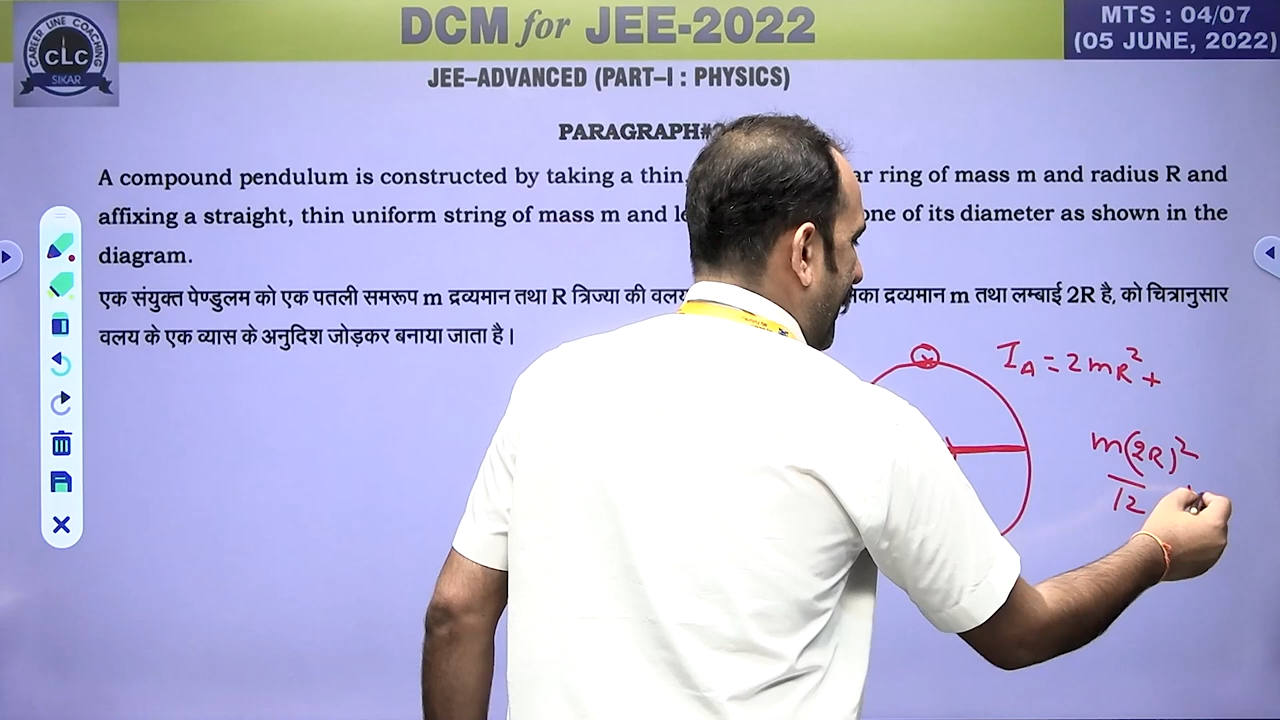 DCM for JEE-2022
MTS : 04/07
(05 JUNE, 2022)
CAREER LINE COACHING
CLC
SIKAR
JEE–ADVANCED (PART–I : PHYSICS)
PARAGRAPH#
A compound pendulum is constructed by taking a thin, ar ring of mass m and radius R and
affixing a straight, thin uniform string of mass m and one of its diameter as shown in the
diagram.
एक संयुक्त पेण्डुलम को एक पतली समरूप m द्रव्यमान तथा R त्रिज्या की वलय द्रव्यमान m तथा लम्बाई 2R है, को चित्रानुसार
वलय के एक व्यास के अनुदिश जोड़कर बनाया जाता है।
I_A = 2mR² +
m(2R)²
12